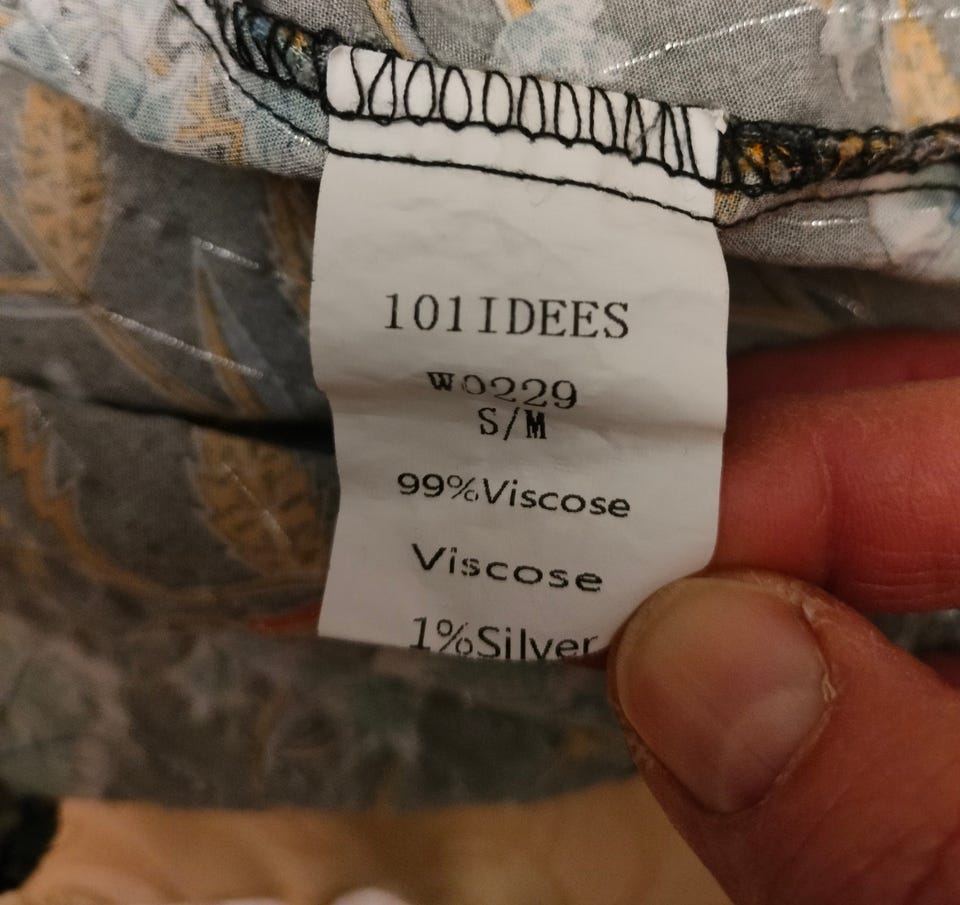 101IDEES
W0229
S/M
99%Viscose
Viscose
1%Silver